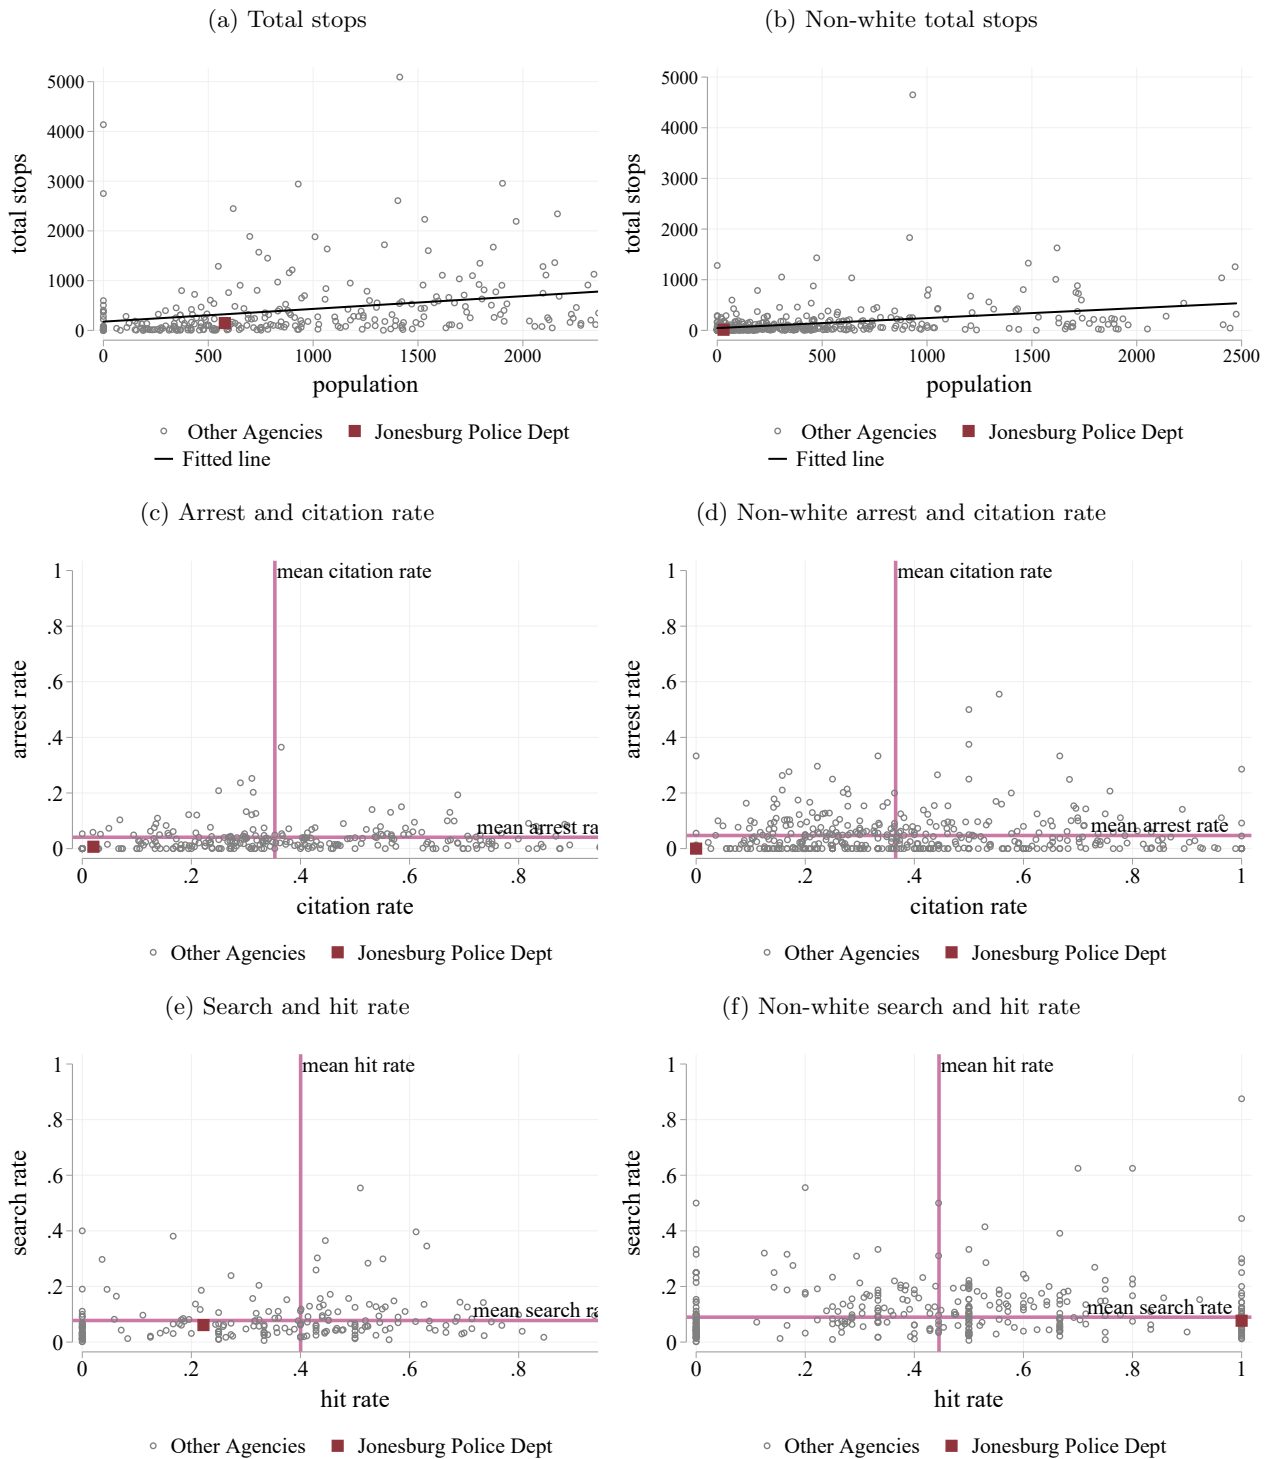 (a) Total stops
total stops
5000
4000
3000
2000
1000
0
0 500 1000 1500 2000
population
Other Agencies Jonesburg Police Dept
Fitted line
(b) Non-white total stops
total stops
5000
4000
3000
2000
1000
0
0 500 1000 1500 2000 2500
population
Other Agencies Jonesburg Police Dept
Fitted line
(c) Arrest and citation rate
arrest rate
1
.8
.6
.4
.2
0
mean citation rate
mean arrest ra
0 .2 .4 .6 .8
citation rate
Other Agencies Jonesburg Police Dept
(d) Non-white arrest and citation rate
arrest rate
1
.8
.6
.4
.2
0
mean citation rate
mean arrest rate
0 .2 .4 .6 .8 1
citation rate
Other Agencies Jonesburg Police Dept
(e) Search and hit rate
search rate
1
.8
.6
.4
.2
0
mean hit rate
mean search ra
0 .2 .4 .6 .8
hit rate
Other Agencies Jonesburg Police Dept
(f) Non-white search and hit rate
search rate
1
.8
.6
.4
.2
0
mean hit rate
mean search rate
0 .2 .4 .6 .8 1
hit rate
Other Agencies Jonesburg Police Dept